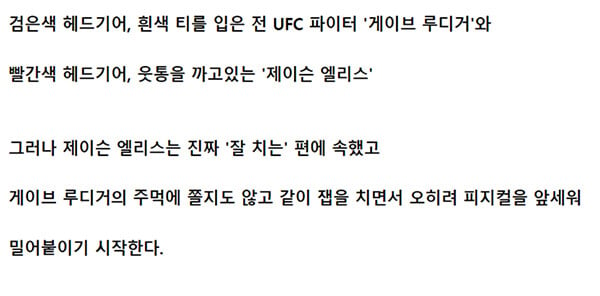 검은색 헤드기어, 흰색 티를 입은 전 UFC 파이터 '게이브 루디거'와
빨간색 헤드기어, 웃통을 까고있는 '제이슨 엘리스'
그러나 제이슨 엘리스는 진짜 '잘 치는' 편에 속했고
게이브 루디거의 주먹에 쫄지도 않고 같이 잽을 치면서 오히려 피지컬을 앞세워
밀어붙이기 시작한다.